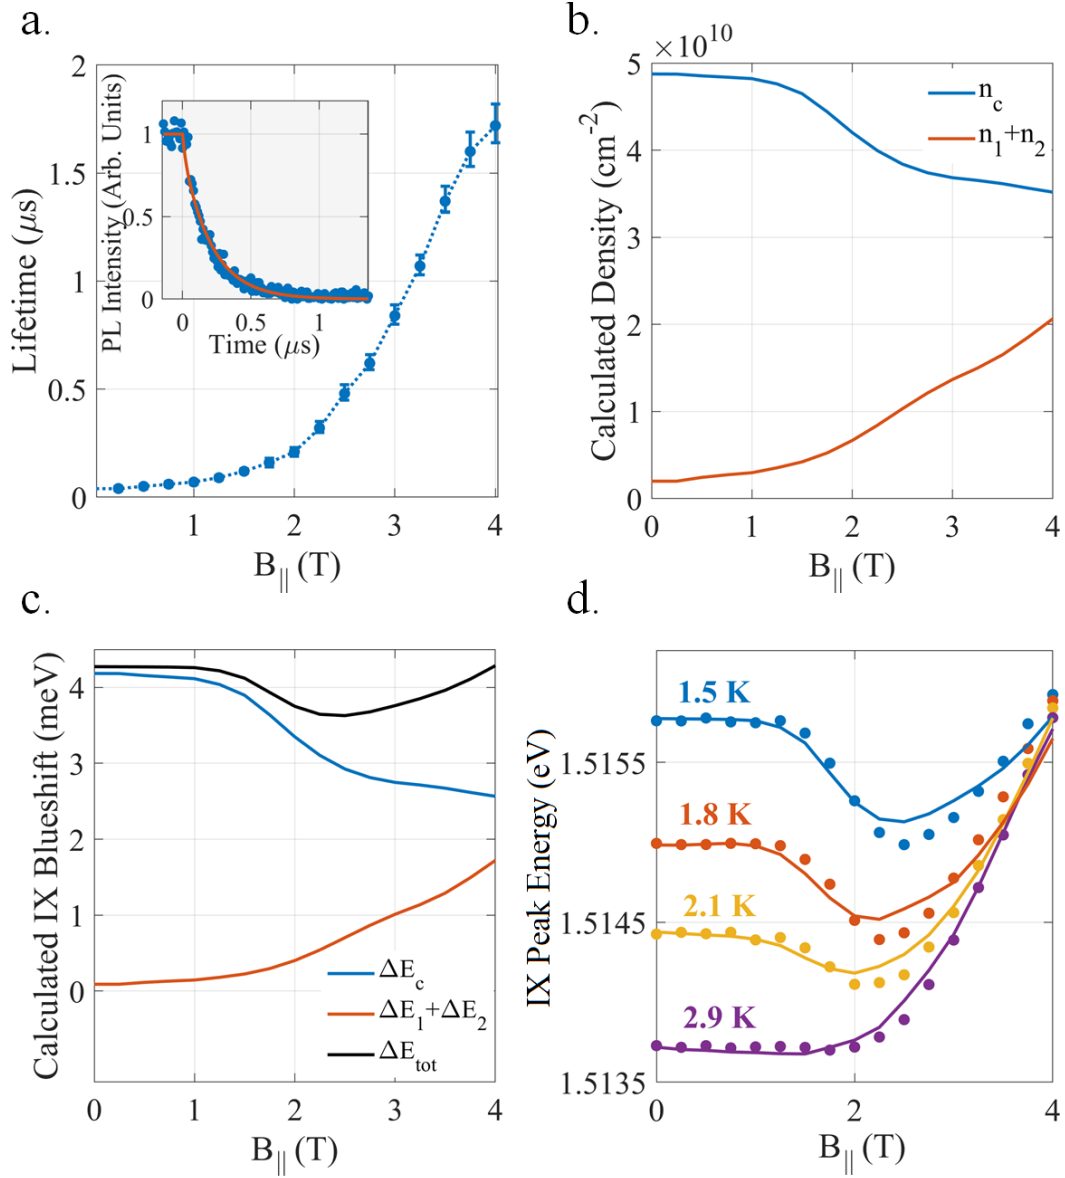 a.
2
1.5
1
0.5
0
1
2
3
4
Lifetime (μs)
B|| (T)
1
0.5
0
0
0.5
1
PL Intensity (Arb. Units)
Time (μs)
b.
×10^10
5
4
3
2
1
0
0
1
2
3
4
Calculated Density (cm^-2)
B|| (T)
n_c
n_1+n_2
c.
4
3
2
1
0
0
1
2
3
4
Calculated IX Blueshift (meV)
B|| (T)
ΔE_c
ΔE_1+ΔE_2
ΔE_tot
d.
1.5 K
1.5155
1.8 K
2.1 K
1.5145
2.9 K
1.5135
0
2
4
IX Peak Energy (eV)
B|| (T)